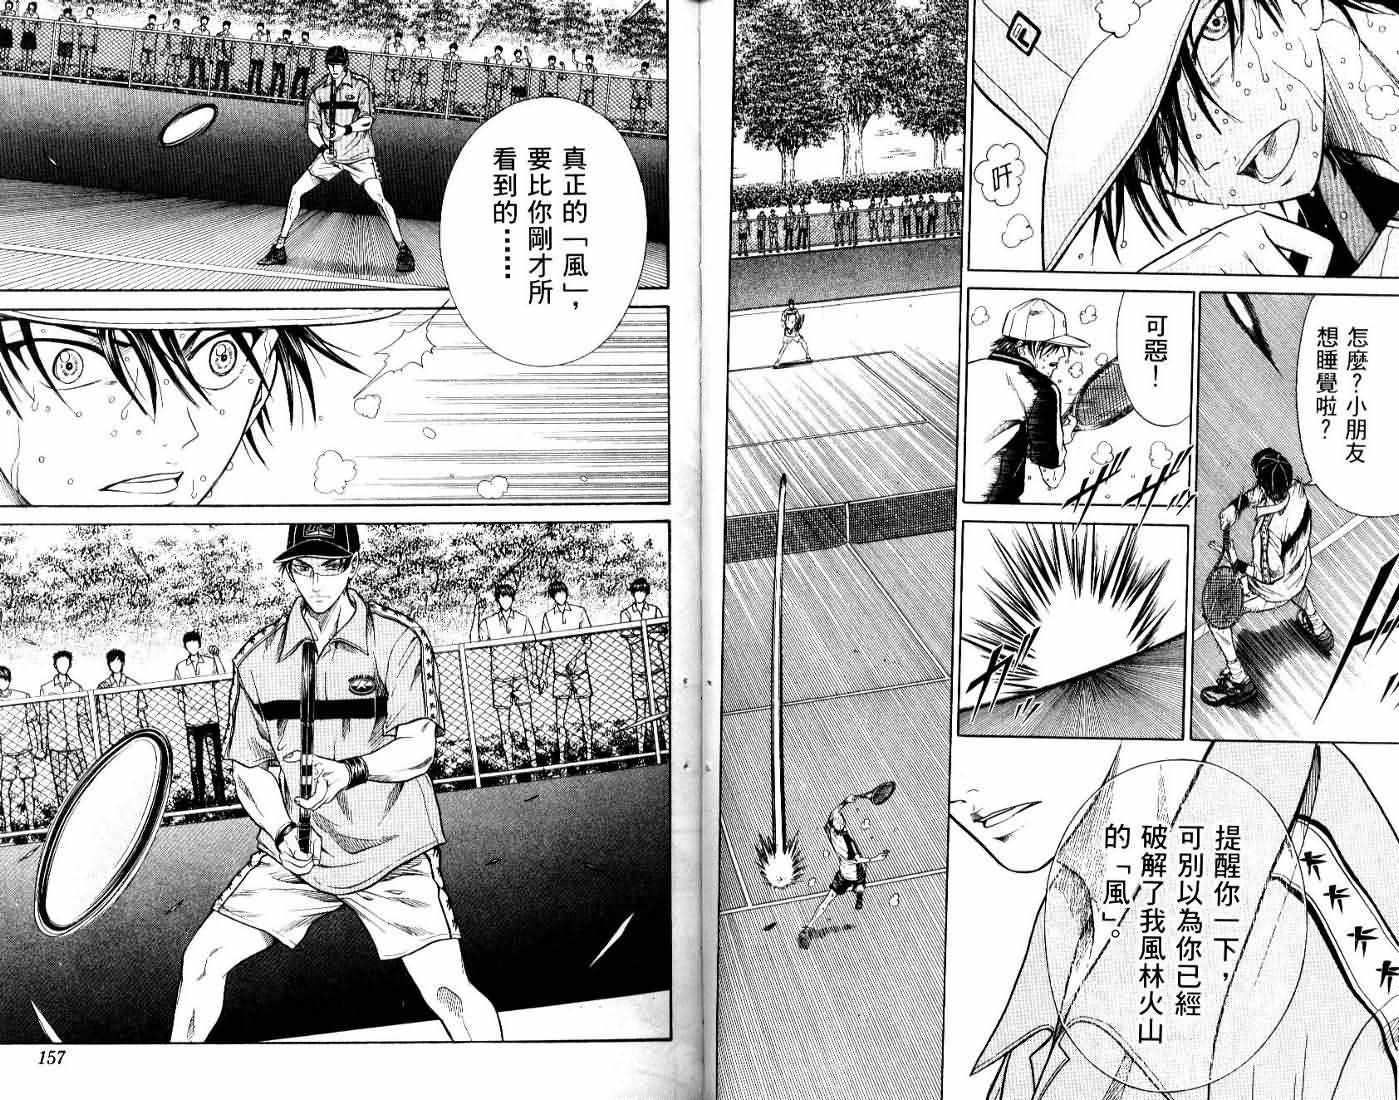 吁
怎麼？小朋友
想睡覺啦？
可惡！
提醒你一下，
可別以為你已經
破解了我風林火山
的「風」。
真正的「風」，
要比你剛才所
看到的……
157